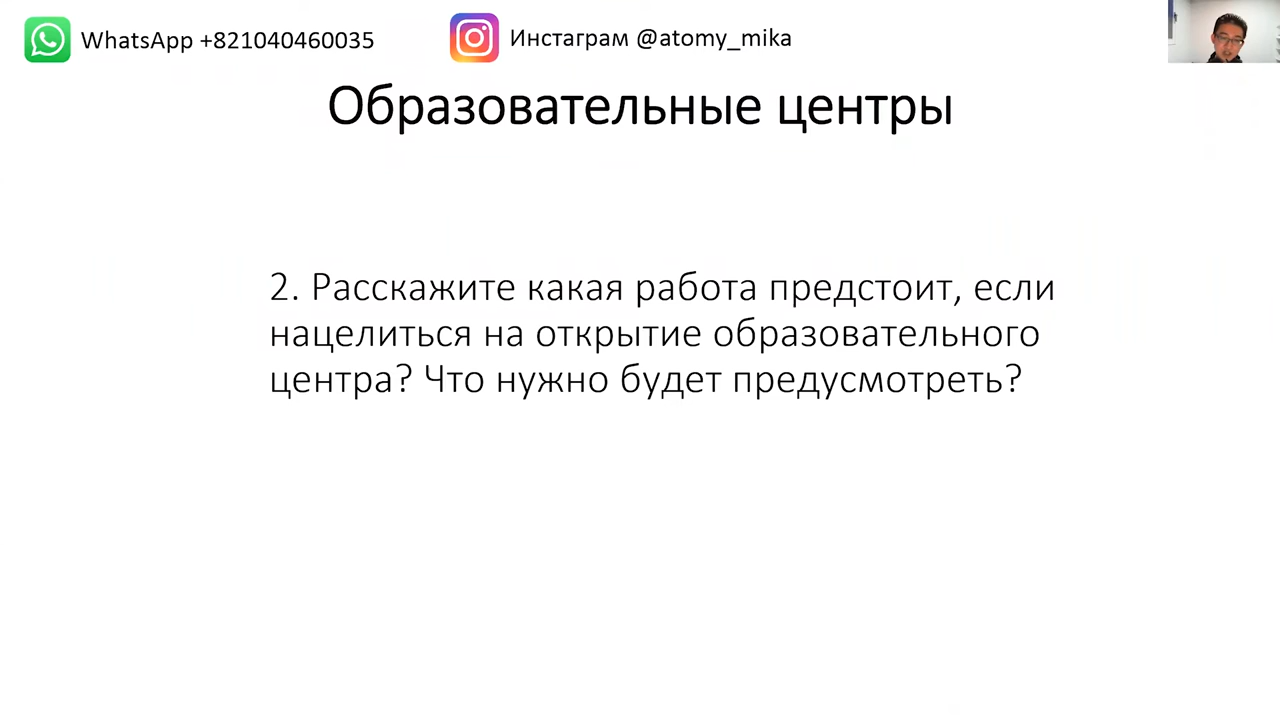 WhatsApp +821040460035
Инстаграм @atomy_mika
Образовательные центры
2. Расскажите какая работа предстоит, если
нацелиться на открытие образовательного
центра? Что нужно будет предусмотреть?